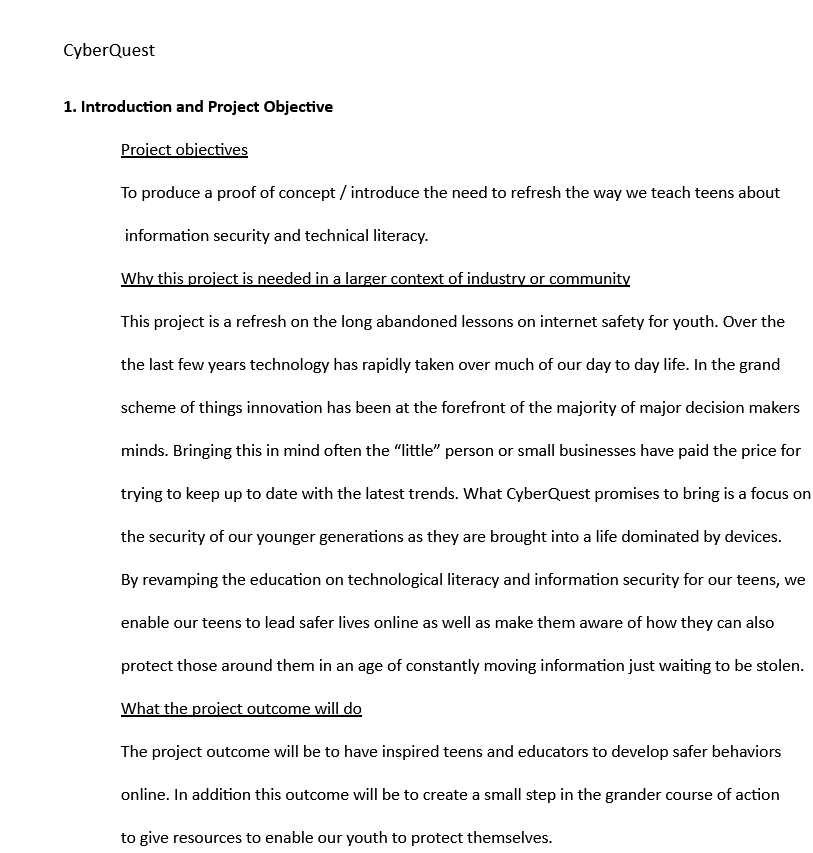 CyberQuest
1. Introduction and Project Objective
Project objectives
To produce a proof of concept / introduce the need to refresh the way we teach teens about
information security and technical literacy.
Why this project is needed in a larger context of industry or community
This project is a refresh on the long abandoned lessons on internet safety for youth. Over the
the last few years technology has rapidly taken over much of our day to day life. In the grand
scheme of things innovation has been at the forefront of the majority of major decision makers
minds. Bringing this in mind often the “little” person or small businesses have paid the price for
trying to keep up to date with the latest trends. What CyberQuest promises to bring is a focus on
the security of our younger generations as they are brought into a life dominated by devices.
By revamping the education on technological literacy and information security for our teens, we
enable our teens to lead safer lives online as well as make them aware of how they can also
protect those around them in an age of constantly moving information just waiting to be stolen.
What the project outcome will do
The project outcome will be to have inspired teens and educators to develop safer behaviors
online. In addition this outcome will be to create a small step in the grander course of action
to give resources to enable our youth to protect themselves.